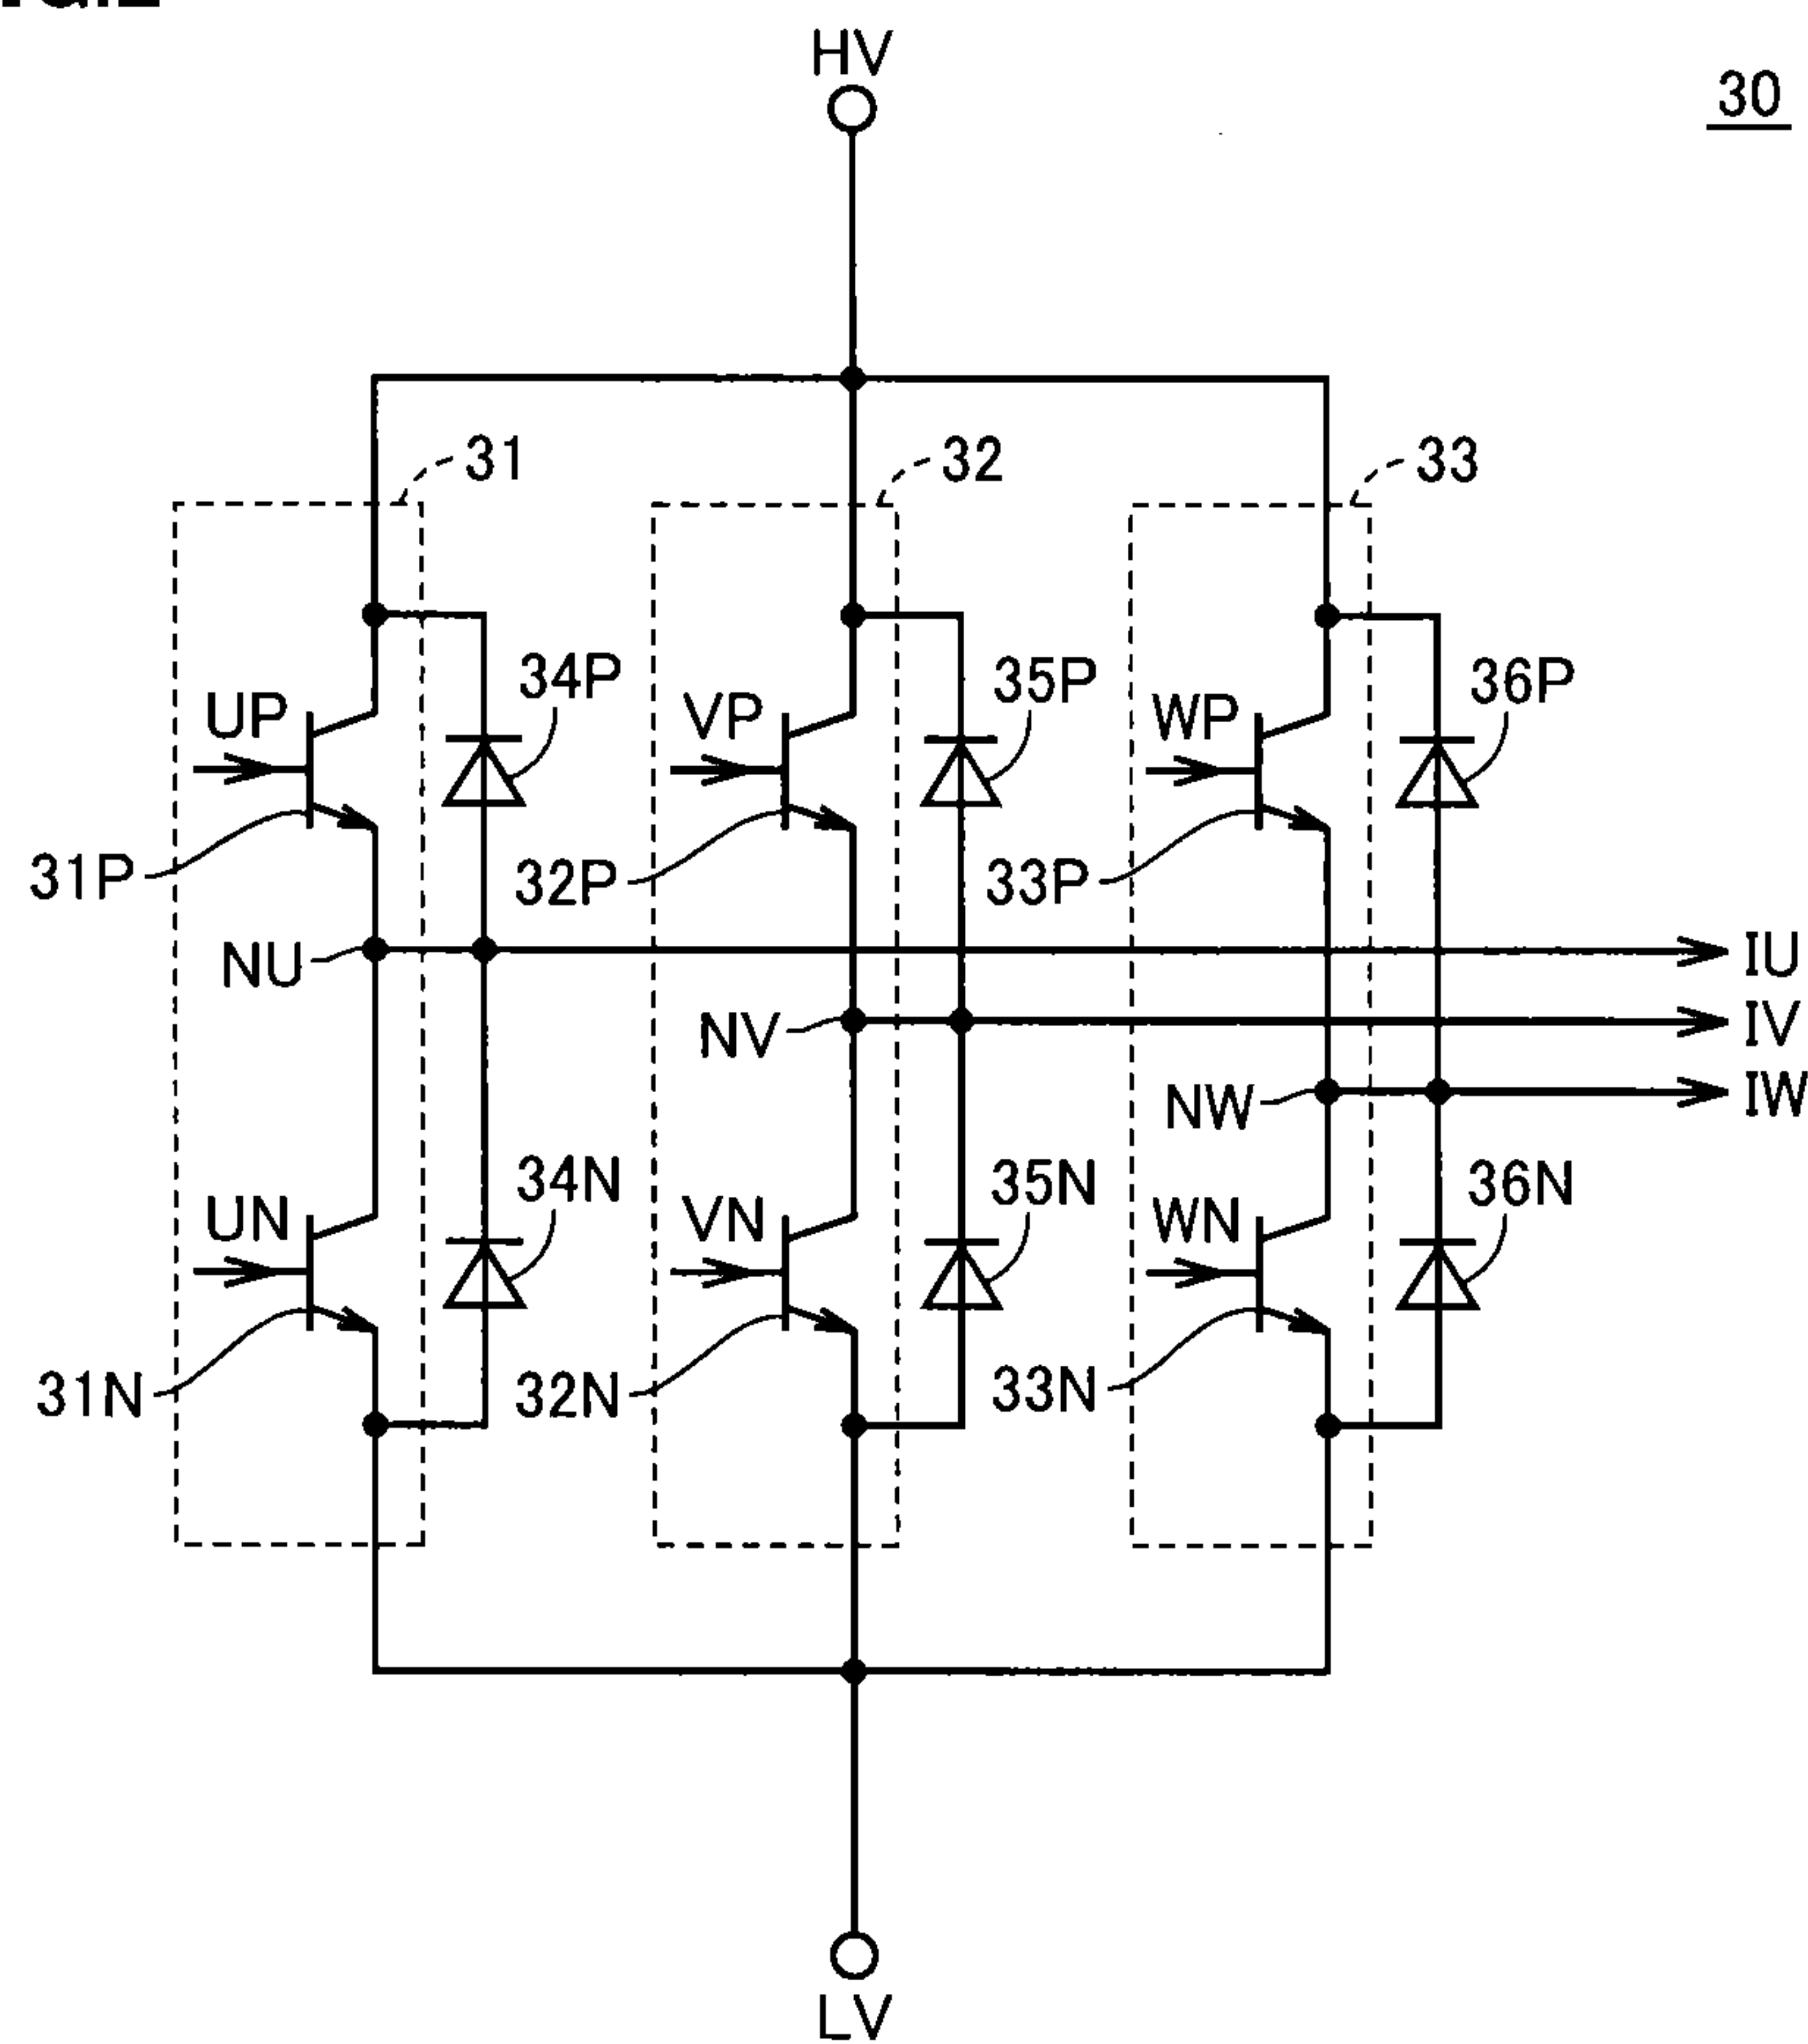 HV
30
31 32 33
34P 35P 36P
UP VP WP
31P 32P 33P
NU IU
NV IV
NW IW
34N 35N 36N
UN VN WN
31N 32N 33N
LV